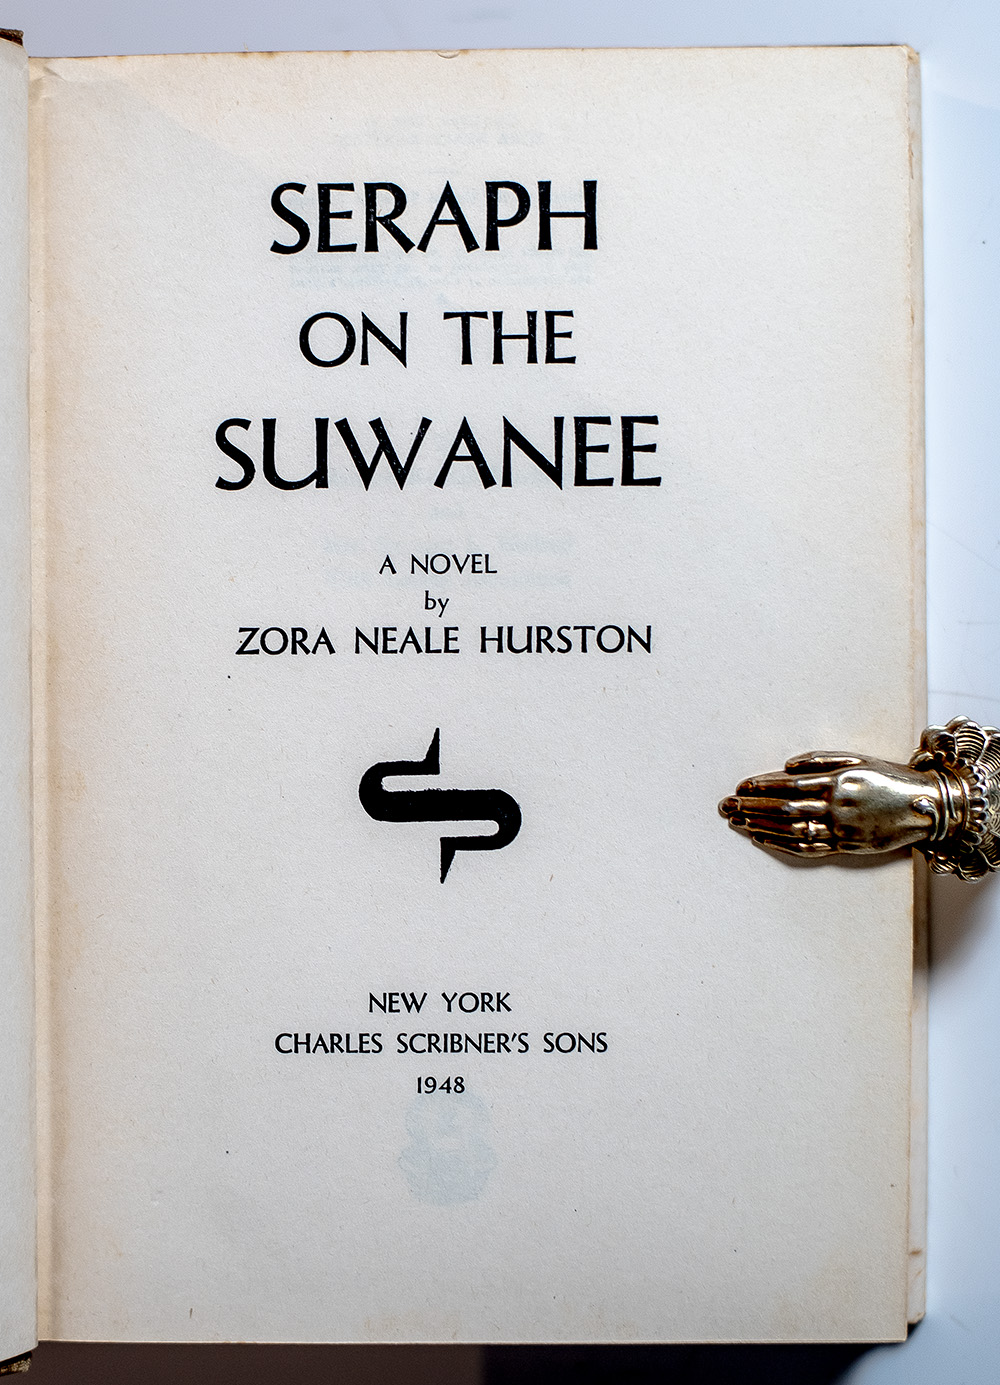 SERAPH
ON THE
SUWANEE
A NOVEL
by
ZORA NEALE HURSTON
NEW YORK
CHARLES SCRIBNER'S SONS
1948